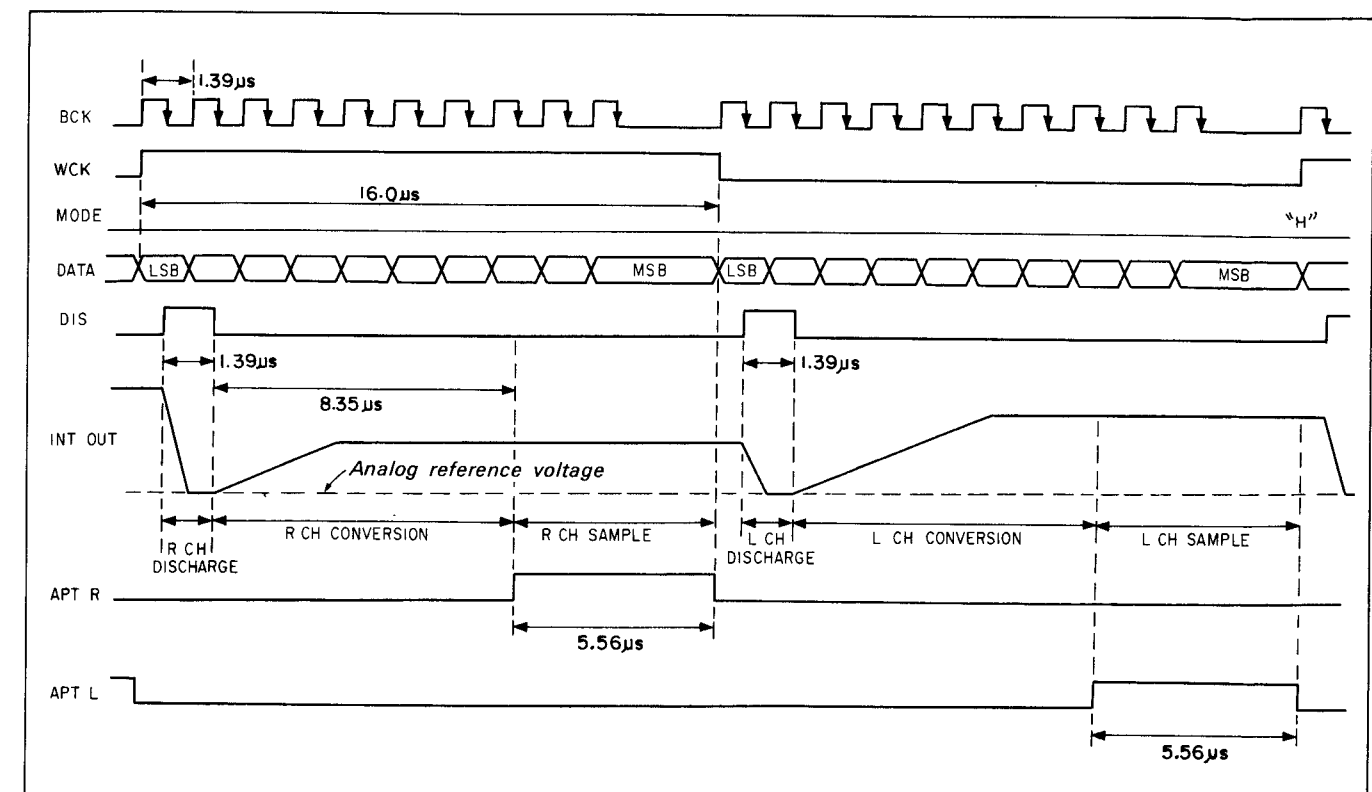 1.39µs
BCK
WCK
16.0µs
MODE
"H"
DATA LSB MSB LSB MSB
DIS
1.39µs 1.39µs
8.35µs
INT OUT
Analog reference voltage
R CH DISCHARGE
R CH CONVERSION
R CH SAMPLE
L CH DISCHARGE
L CH CONVERSION
L CH SAMPLE
APT R
5.56µs
APT L
5.56µs